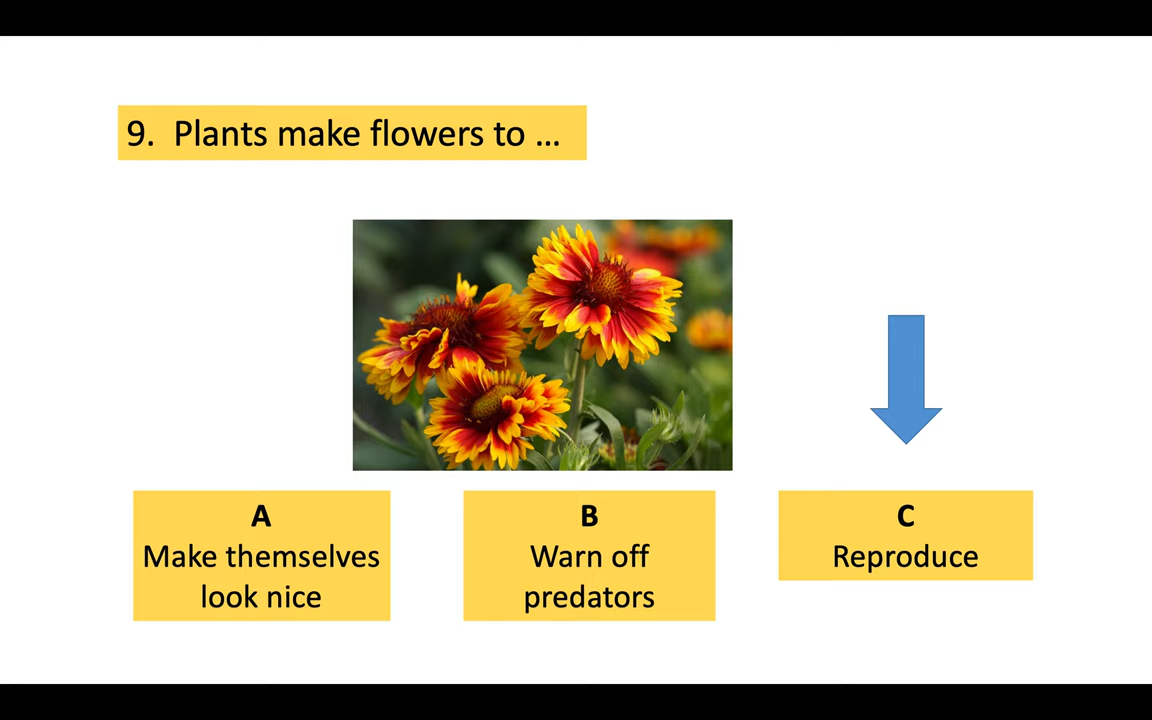 9. Plants make flowers to ...
A
Make themselves
look nice
B
Warn off
predators
C
Reproduce